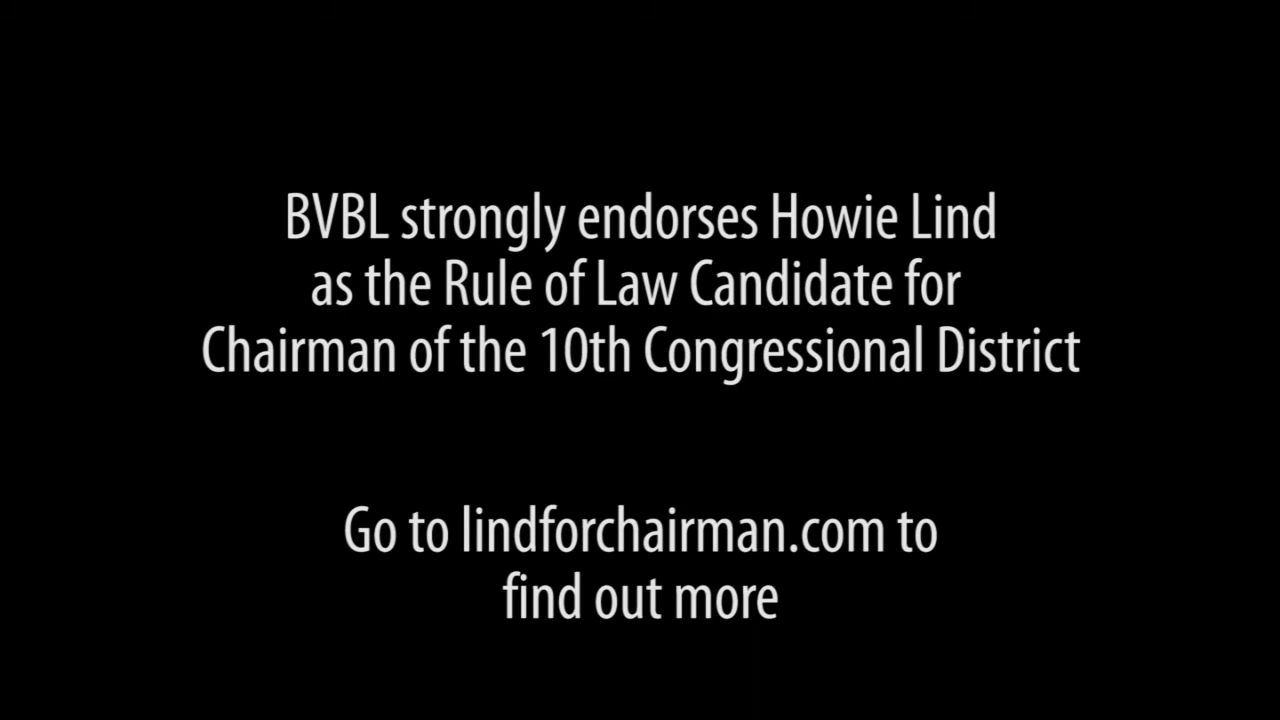 BVBL strongly endorses Howie Lind
as the Rule of Law Candidate for
Chairman of the 10th Congressional District
Go to lindforchairman.com to
find out more